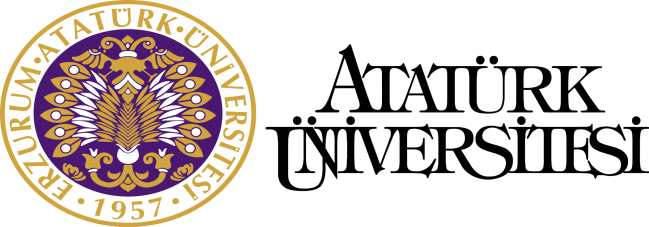 ERZURUM·ATATÜRK·ÜNİVERSİTESİ
·1957·
ATATÜRK
ÜNİVERSİTESİ